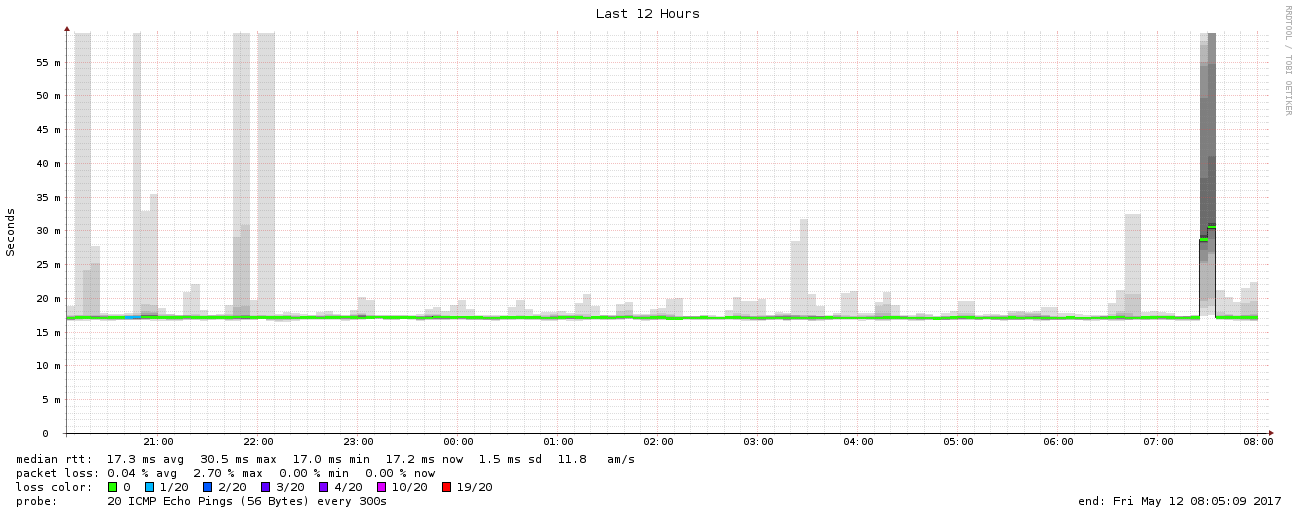 Last 12 Hours
RRDTOOL / TOBI OETIKER
Seconds
55 m
50 m
45 m
40 m
35 m
30 m
25 m
20 m
15 m
10 m
5 m
0
21:00 22:00 23:00 00:00 01:00 02:00 03:00 04:00 05:00 06:00 07:00 08:00
median rtt: 17.3 ms avg 30.5 ms max 17.0 ms min 17.2 ms now 1.5 ms sd 11.8 am/s
packet loss: 0.04 % avg 2.70 % max 0.00 % min 0.00 % now
loss color: 0 1/20 2/20 3/20 4/20 10/20 19/20
probe: 20 ICMP Echo Pings (56 Bytes) every 300s end: Fri May 12 08:05:09 2017